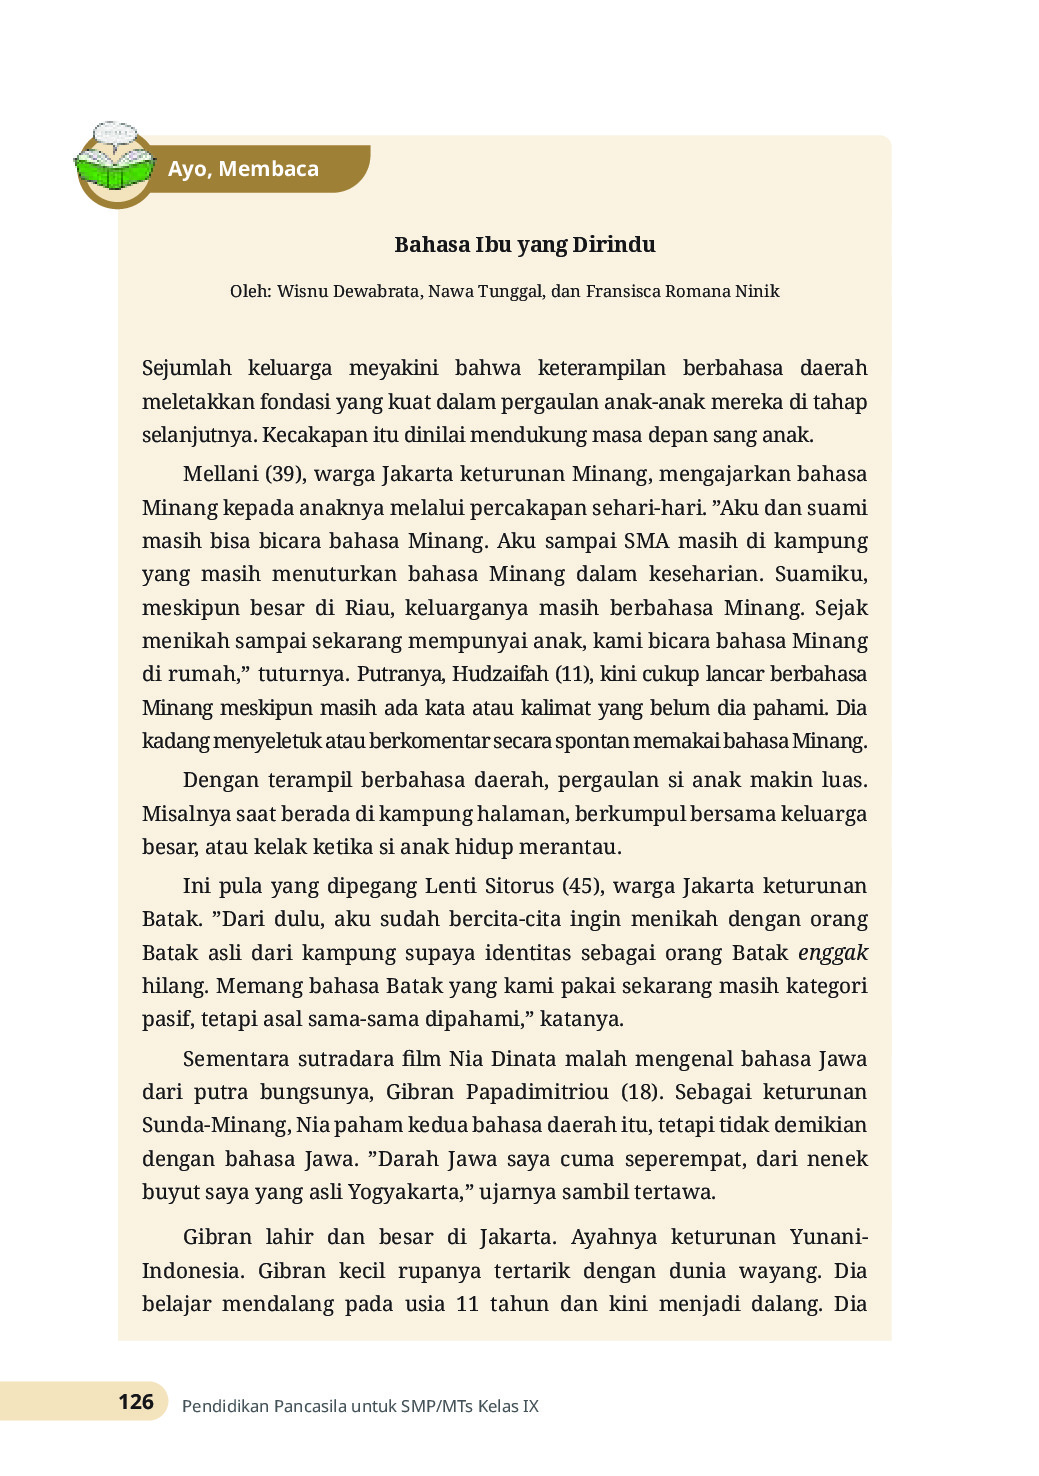 Ayo, Membaca
Bahasa Ibu yang Dirindu
Oleh: Wisnu Dewabrata, Nawa Tunggal, dan Fransisca Romana Ninik
Sejumlah keluarga meyakini bahwa keterampilan berbahasa daerah
meletakkan fondasi yang kuat dalam pergaulan anak-anak mereka di tahap
selanjutnya. Kecakapan itu dinilai mendukung masa depan sang anak.
Mellani (39), warga Jakarta keturunan Minang, mengajarkan bahasa
Minang kepada anaknya melalui percakapan sehari-hari. ”Aku dan suami
masih bisa bicara bahasa Minang. Aku sampai SMA masih di kampung
yang masih menuturkan bahasa Minang dalam keseharian. Suamiku,
meskipun besar di Riau, keluarganya masih berbahasa Minang. Sejak
menikah sampai sekarang mempunyai anak, kami bicara bahasa Minang
di rumah,” tuturnya. Putranya, Hudzaifah (11), kini cukup lancar berbahasa
Minang meskipun masih ada kata atau kalimat yang belum dia pahami. Dia
kadang menyeletuk atau berkomentar secara spontan memakai bahasa Minang.
Dengan terampil berbahasa daerah, pergaulan si anak makin luas.
Misalnya saat berada di kampung halaman, berkumpul bersama keluarga
besar, atau kelak ketika si anak hidup merantau.
Ini pula yang dipegang Lenti Sitorus (45), warga Jakarta keturunan
Batak. ”Dari dulu, aku sudah bercita-cita ingin menikah dengan orang
Batak asli dari kampung supaya identitas sebagai orang Batak enggak
hilang. Memang bahasa Batak yang kami pakai sekarang masih kategori
pasif, tetapi asal sama-sama dipahami,” katanya.
Sementara sutradara film Nia Dinata malah mengenal bahasa Jawa
dari putra bungsunya, Gibran Papadimitriou (18). Sebagai keturunan
Sunda-Minang, Nia paham kedua bahasa daerah itu, tetapi tidak demikian
dengan bahasa Jawa. ”Darah Jawa saya cuma seperempat, dari nenek
buyut saya yang asli Yogyakarta,” ujarnya sambil tertawa.
Gibran lahir dan besar di Jakarta. Ayahnya keturunan Yunani-
Indonesia. Gibran kecil rupanya tertarik dengan dunia wayang. Dia
belajar mendalang pada usia 11 tahun dan kini menjadi dalang. Dia
126 Pendidikan Pancasila untuk SMP/MTs Kelas IX